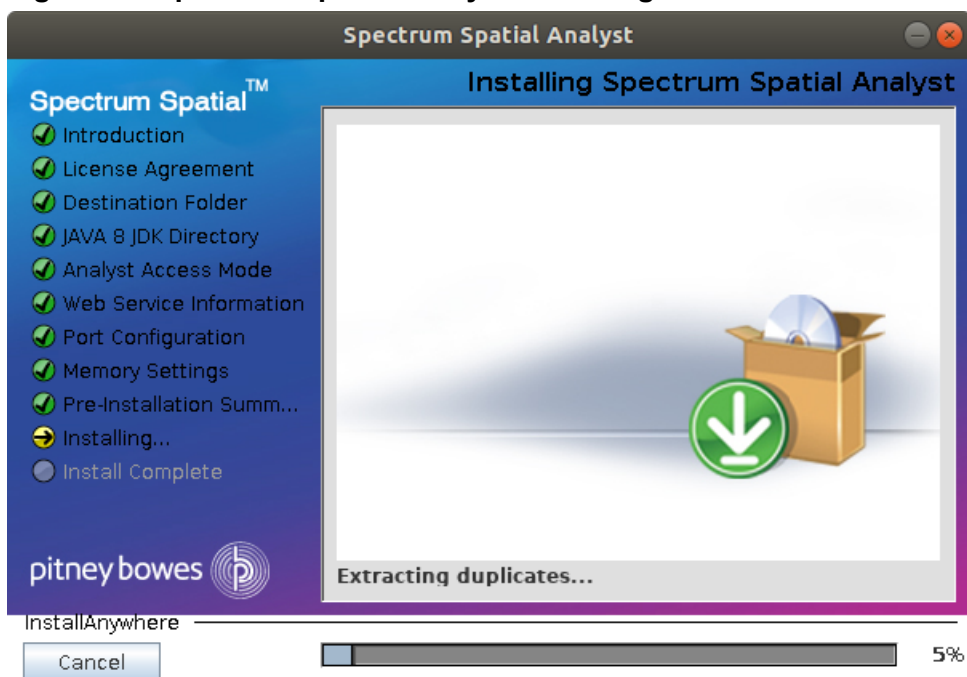 Spectrum Spatial Analyst
Installing Spectrum Spatial Analyst
Spectrum Spatial™
Introduction
License Agreement
Destination Folder
JAVA 8 JDK Directory
Analyst Access Mode
Web Service Information
Port Configuration
Memory Settings
Pre-Installation Summ...
Installing...
Install Complete
pitney bowes
Extracting duplicates...
InstallAnywhere
Cancel
5%